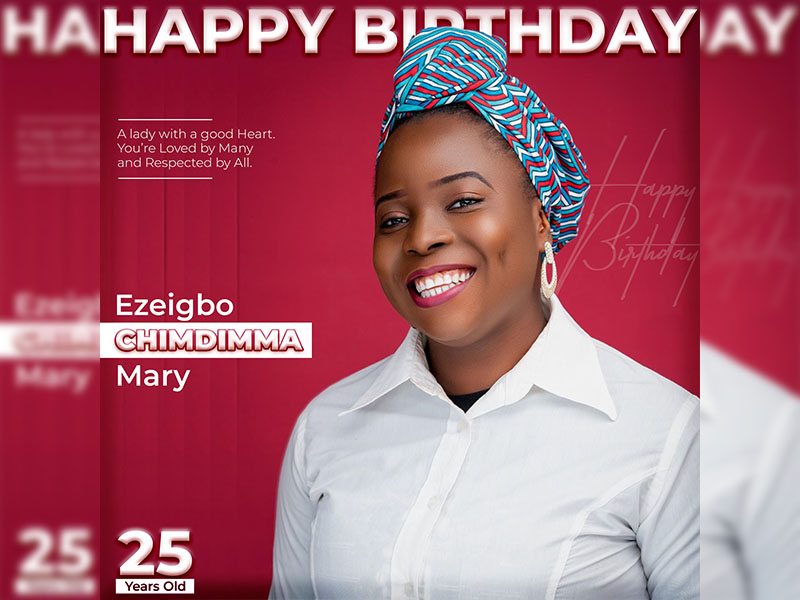 HAPPY BIRTHDAY
A lady with a good Heart.
You're Loved by Many
and Respected by All.
Happy
Birthday
Ezeigbo
CHIMDIMMA
Mary
25
Years Old